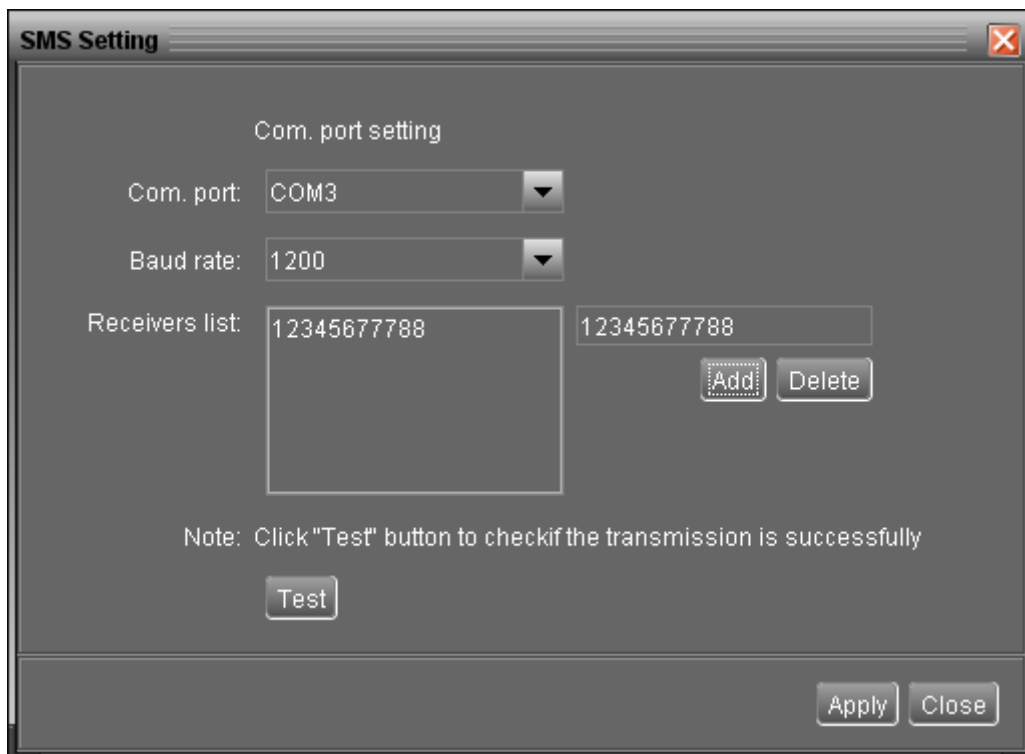 SMS Setting
Com. port setting
Com. port: COM3
Baud rate: 1200
Receivers list: 12345677788 12345677788
Add Delete
Note: Click "Test" button to checkif the transmission is successfully
Test
Apply Close